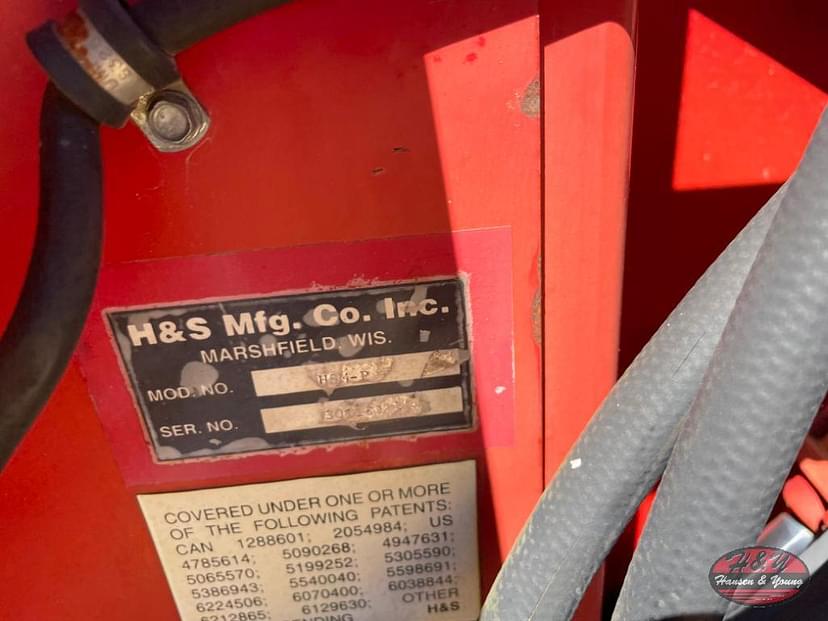 H&S Mfg. Co. Inc.
MARSHFIELD, WIS.
MOD. NO.
SER. NO.
COVERED UNDER ONE OR MORE
OF THE FOLLOWING PATENTS:
CAN 1288601; 2054984; US
4785614; 5090268; 4947631;
5065570; 5199252; 5305590;
5386943; 5540040; 5598691;
6224506; 6070400; 6038844;
6212865; 6129630; OTHER
PENDING H&S
H&Y
Hansen & Young